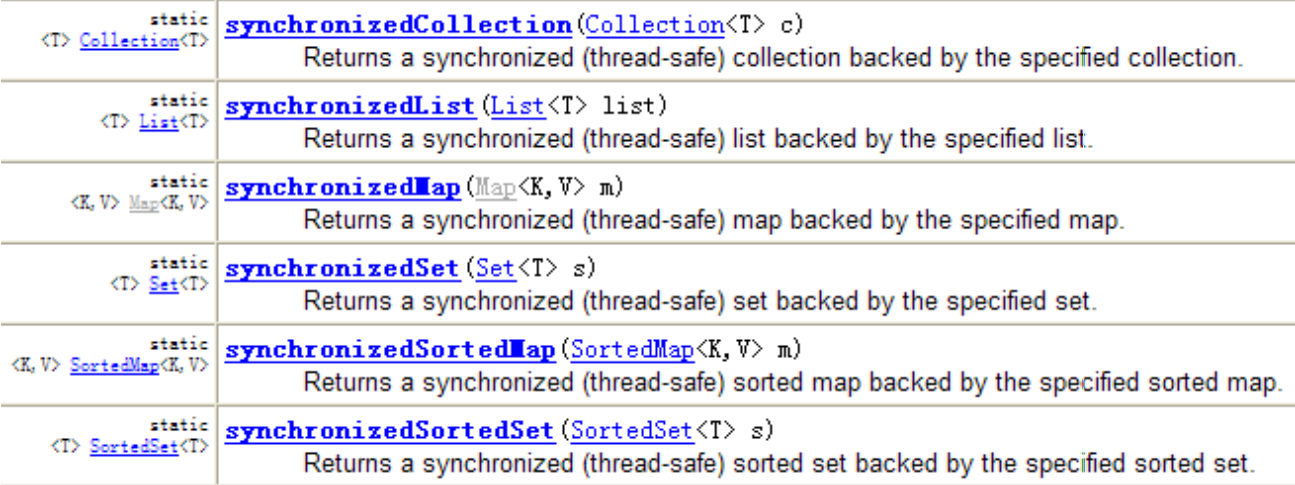 static
<T> Collection<T>
synchronizedCollection(Collection<T> c)
Returns a synchronized (thread-safe) collection backed by the specified collection.
static
<T> List<T>
synchronizedList(List<T> list)
Returns a synchronized (thread-safe) list backed by the specified list.
static
<K,V> Map<K,V>
synchronizedMap(Map<K,V> m)
Returns a synchronized (thread-safe) map backed by the specified map.
static
<T> Set<T>
synchronizedSet(Set<T> s)
Returns a synchronized (thread-safe) set backed by the specified set.
static
<K,V> SortedMap<K,V>
synchronizedSortedMap(SortedMap<K,V> m)
Returns a synchronized (thread-safe) sorted map backed by the specified sorted map.
static
<T> SortedSet<T>
synchronizedSortedSet(SortedSet<T> s)
Returns a synchronized (thread-safe) sorted set backed by the specified sorted set.